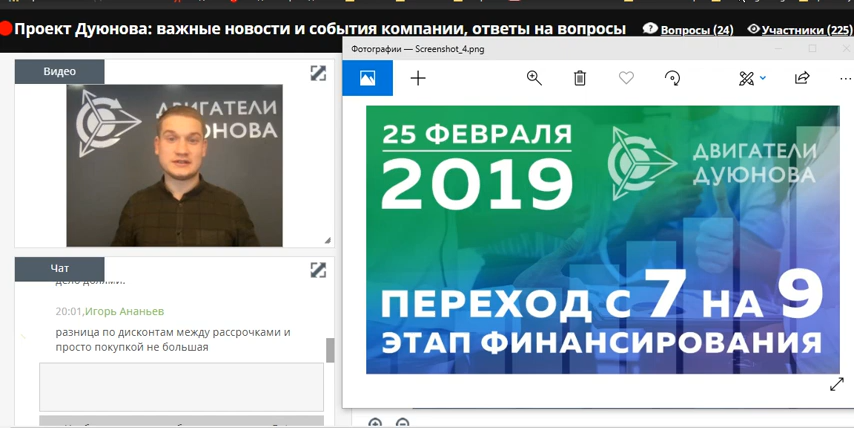 Проект Дуюнова: важные новости и события компании, ответы на вопросы
Вопросы (24)
Участники (225)
Видео
ДВИГАТЕЛИ
ДУЮНОВА
Чат
20:01,Игорь Ананьев
разница по дисконтам между рассрочками и
просто покупкой не большая
Фотографии — Screenshot_4.png
25 ФЕВРАЛЯ
2019
ДВИГАТЕЛИ
ДУЮНОВА
ПЕРЕХОД С 7 НА 9
ЭТАП ФИНАНСИРОВАНИЯ